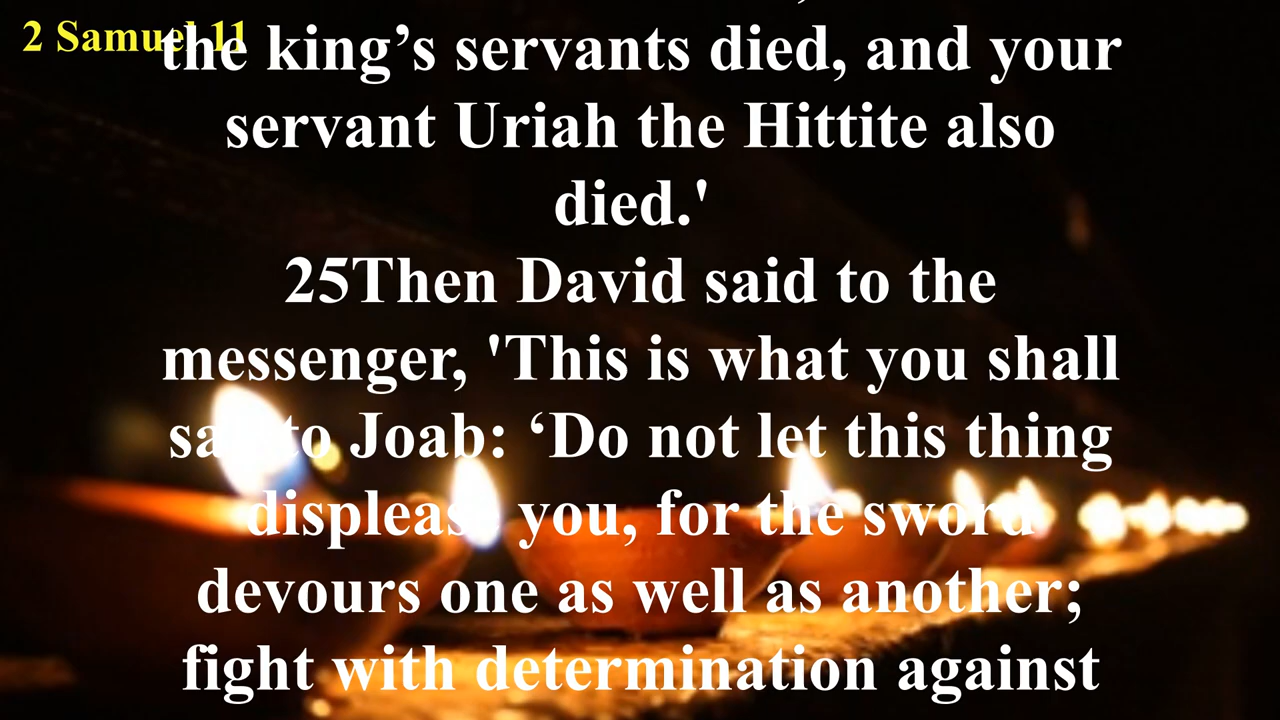 2 Samuel 11
the king’s servants died, and your
servant Uriah the Hittite also
died.'
25Then David said to the
messenger, 'This is what you shall
to Joab: ‘Do not let this thing
displease you, for the sword
devours one as well as another;
fight with determination against